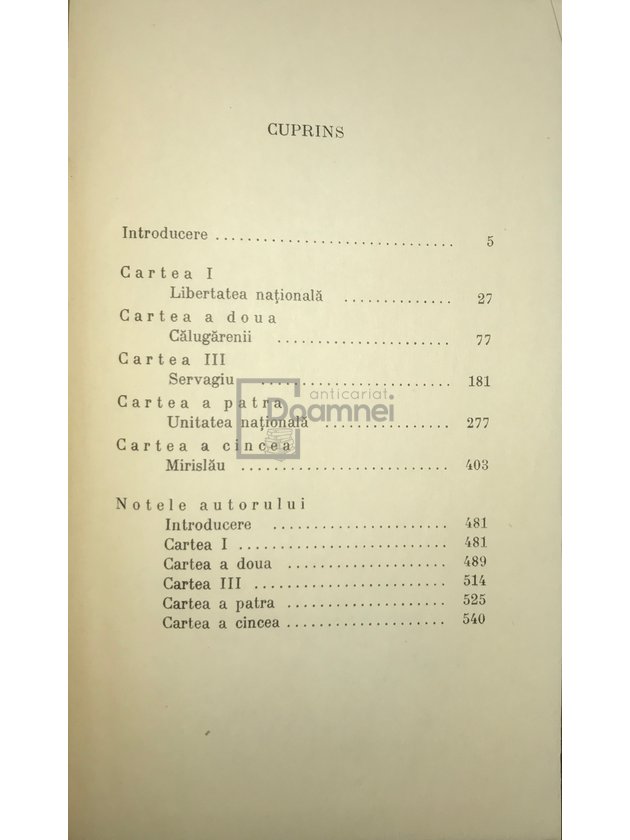 CUPRINS
Introducere .............................. 5
Cartea I
Libertatea națională .............. 27
Cartea a doua
Călugărenii ...................... 77
Cartea III
Servagiu ........................ 181
anticariat
Cartea a patra
Doamnei
Unitatea națională ................ 277
Cartea a cincea
Mirislău .......................... 403
Notele autorului
Introducere ...................... 481
Cartea I .......................... 481
Cartea a doua .................... 489
Cartea III ........................ 514
Cartea a patra .................... 525
Cartea a cincea .................... 540